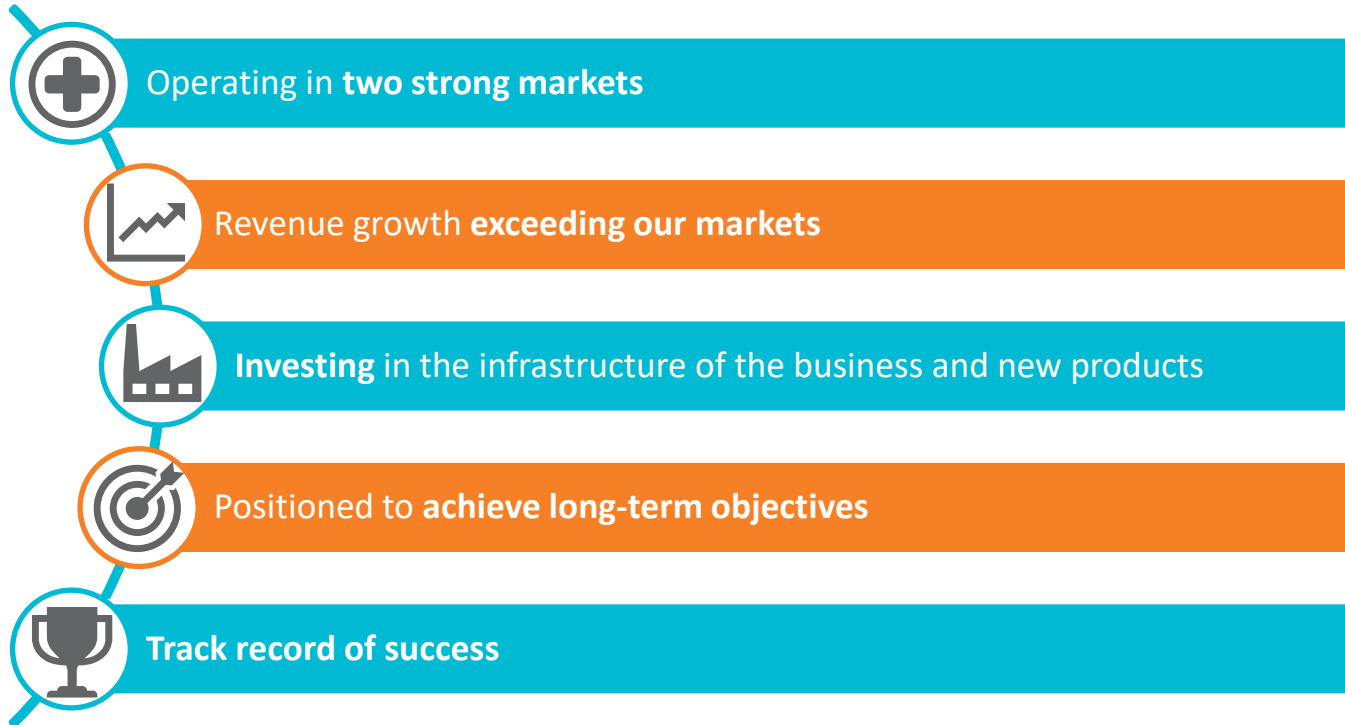 Operating in two strong markets
Revenue growth exceeding our markets
Investing in the infrastructure of the business and new products
Positioned to achieve long-term objectives
Track record of success